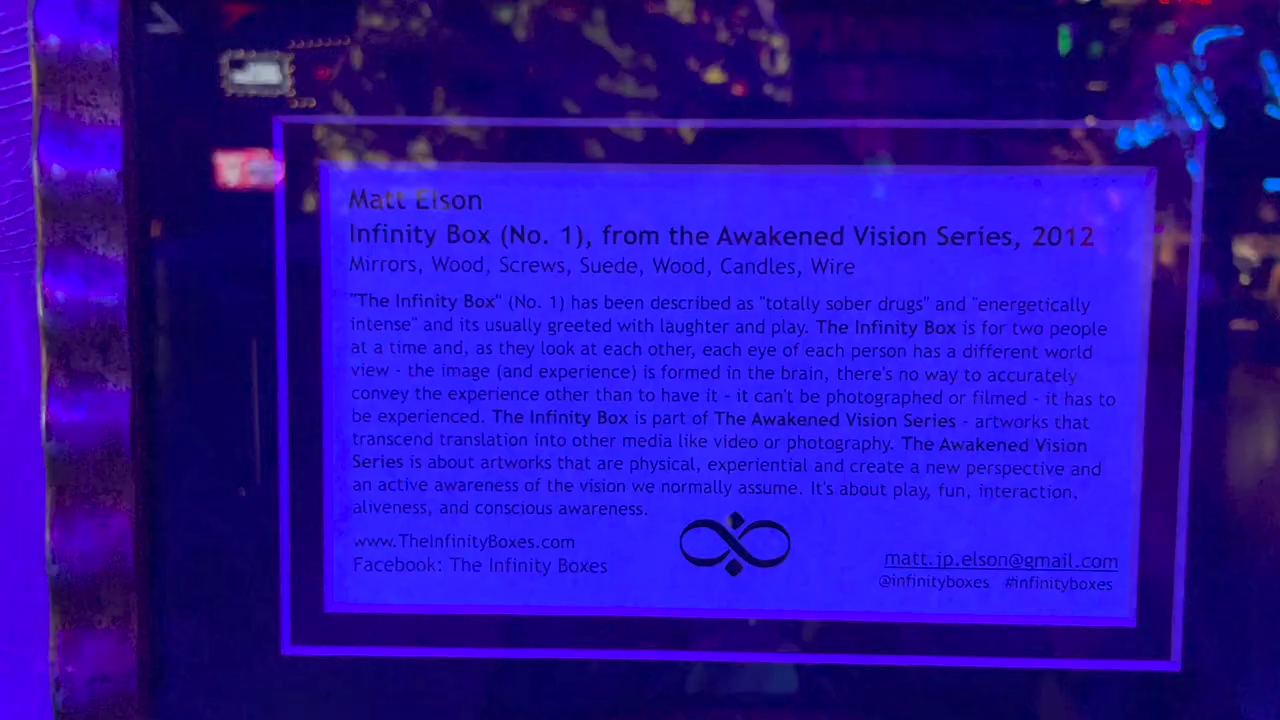 Matt Elson
Infinity Box (No. 1), from the Awakened Vision Series, 2012
Mirrors, Wood, Screws, Suede, Wood, Candles, Wire
"The Infinity Box" (No. 1) has been described as "totally sober drugs" and "energetically
intense" and its usually greeted with laughter and play. The Infinity Box is for two people
at a time and, as they look at each other, each eye of each person has a different world
view - the image (and experience) is formed in the brain, there's no way to accurately
convey the experience other than to have it - it can't be photographed or filmed - it has to
be experienced. The Infinity Box is part of The Awakened Vision Series - artworks that
transcend translation into other media like video or photography. The Awakened Vision
Series is about artworks that are physical, experiential and create a new perspective and
an active awareness of the vision we normally assume. It's about play, fun, interaction,
aliveness, and conscious awareness.
www.TheInfinityBoxes.com
Facebook: The Infinity Boxes
matt.jp.elson@gmail.com
@infinityboxes #infinityboxes